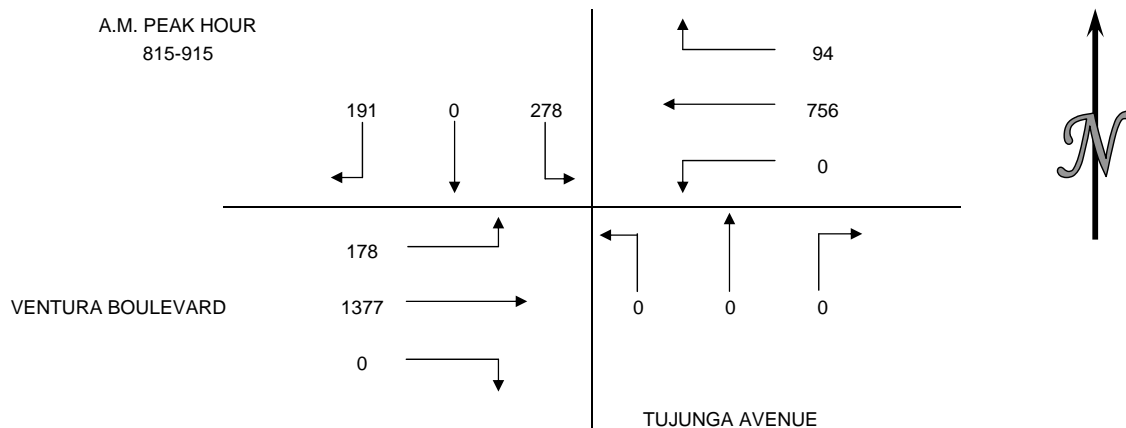 A.M. PEAK HOUR
815-915
94
191 0 278
756
0
N
178
VENTURA BOULEVARD 1377
0 0 0
0
TUJUNGA AVENUE